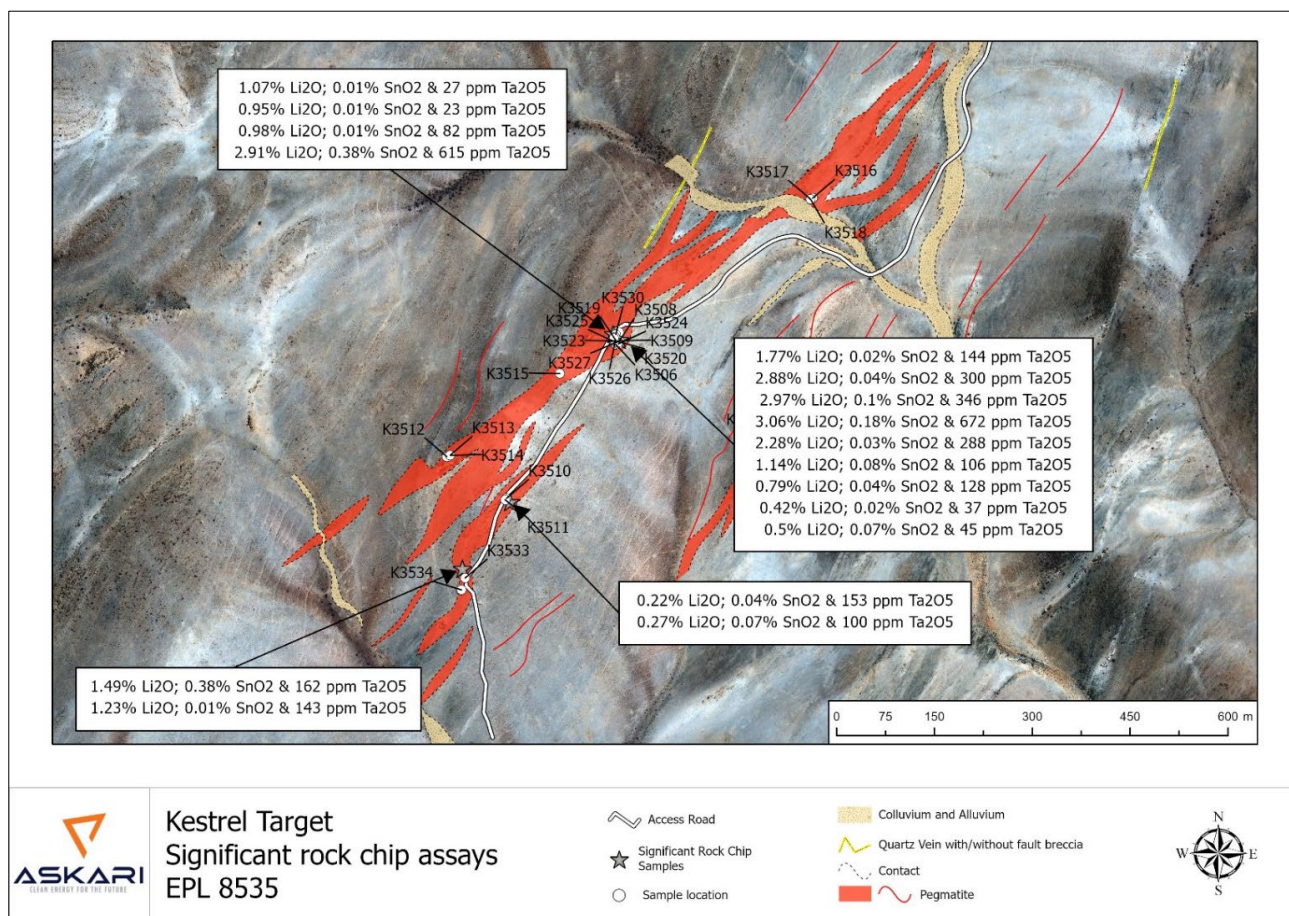 1.07% Li2O; 0.01% SnO2 & 27 ppm Ta2O5
0.95% Li2O; 0.01% SnO2 & 23 ppm Ta2O5
0.98% Li2O; 0.01% SnO2 & 82 ppm Ta2O5
2.91% Li2O; 0.38% SnO2 & 615 ppm Ta2O5
K3517
K3516
K3518
K3530
K3519
K3508
K3525
K3524
K3523
K3509
K3527
K3520
K3526
K3506
K3515
1.77% Li2O; 0.02% SnO2 & 144 ppm Ta2O5
2.88% Li2O; 0.04% SnO2 & 300 ppm Ta2O5
2.97% Li2O; 0.1% SnO2 & 346 ppm Ta2O5
3.06% Li2O; 0.18% SnO2 & 672 ppm Ta2O5
2.28% Li2O; 0.03% SnO2 & 288 ppm Ta2O5
1.14% Li2O; 0.08% SnO2 & 106 ppm Ta2O5
0.79% Li2O; 0.04% SnO2 & 128 ppm Ta2O5
0.42% Li2O; 0.02% SnO2 & 37 ppm Ta2O5
0.5% Li2O; 0.07% SnO2 & 45 ppm Ta2O5
K3512
K3513
K3514
K3510
K3511
K3533
K3534
0.22% Li2O; 0.04% SnO2 & 153 ppm Ta2O5
0.27% Li2O; 0.07% SnO2 & 100 ppm Ta2O5
1.49% Li2O; 0.38% SnO2 & 162 ppm Ta2O5
1.23% Li2O; 0.01% SnO2 & 143 ppm Ta2O5
0 75 150 300 450 600 m
ASKARI
CLEAN ENERGY FOR THE FUTURE
Kestrel Target
Significant rock chip assays
EPL 8535
Access Road
Significant Rock Chip
Samples
Sample location
Colluvium and Alluvium
Quartz Vein with/without fault breccia
Contact
Pegmatite
N
W E
S